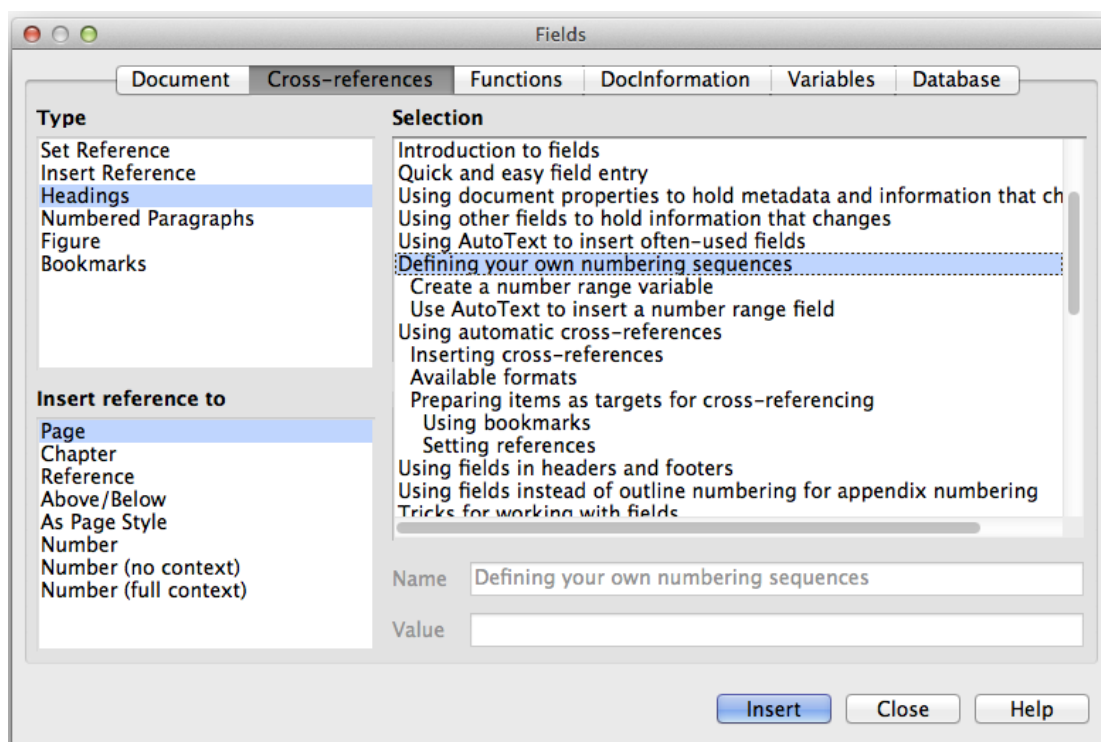 Fields
Document Cross-references Functions DocInformation Variables Database
Type
Set Reference
Insert Reference
Headings
Numbered Paragraphs
Figure
Bookmarks
Insert reference to
Page
Chapter
Reference
Above/Below
As Page Style
Number
Number (no context)
Number (full context)
Selection
Introduction to fields
Quick and easy field entry
Using document properties to hold metadata and information that ch
Using other fields to hold information that changes
Using AutoText to insert often-used fields
Defining your own numbering sequences
Create a number range variable
Use AutoText to insert a number range field
Using automatic cross-references
Inserting cross-references
Available formats
Preparing items as targets for cross-referencing
Using bookmarks
Setting references
Using fields in headers and footers
Using fields instead of outline numbering for appendix numbering
Tricks for working with fields
Name Defining your own numbering sequences
Value
Insert Close Help